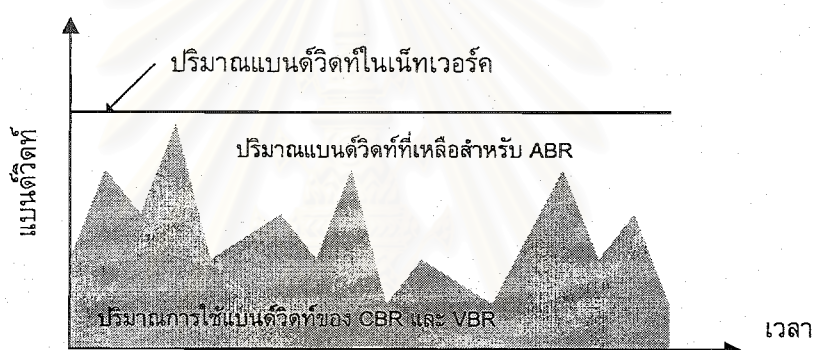 ปริมาณแบนด์วิดท์ในเน็ทเวอร์ค
แบนด์วิดท์
ปริมาณแบนด์วิดท์ที่เหลือสำหรับ ABR
ปริมาณการใช้แบนด์วิดท์ของ CBR และ VBR
เวลา